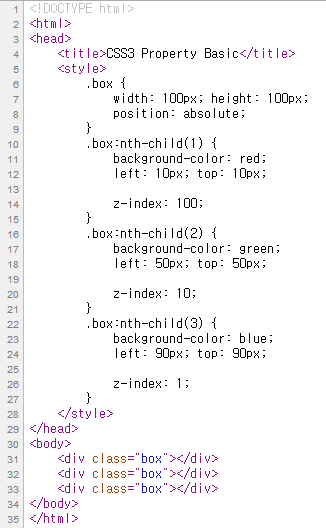 1 <!DOCTYPE html>
2 <html>
3 <head>
4 <title>CSS3 Property Basic</title>
5 <style>
6 .box {
7 width: 100px; height: 100px;
8 position: absolute;
9 }
10 .box:nth-child(1) {
11 background-color: red;
12 left: 10px; top: 10px;
13
14 z-index: 100;
15 }
16 .box:nth-child(2) {
17 background-color: green;
18 left: 50px; top: 50px;
19
20 z-index: 10;
21 }
22 .box:nth-child(3) {
23 background-color: blue;
24 left: 90px; top: 90px;
25
26 z-index: 1;
27 }
28 </style>
29 </head>
30 <body>
31 <div class="box"></div>
32 <div class="box"></div>
33 <div class="box"></div>
34 </body>
35 </html>